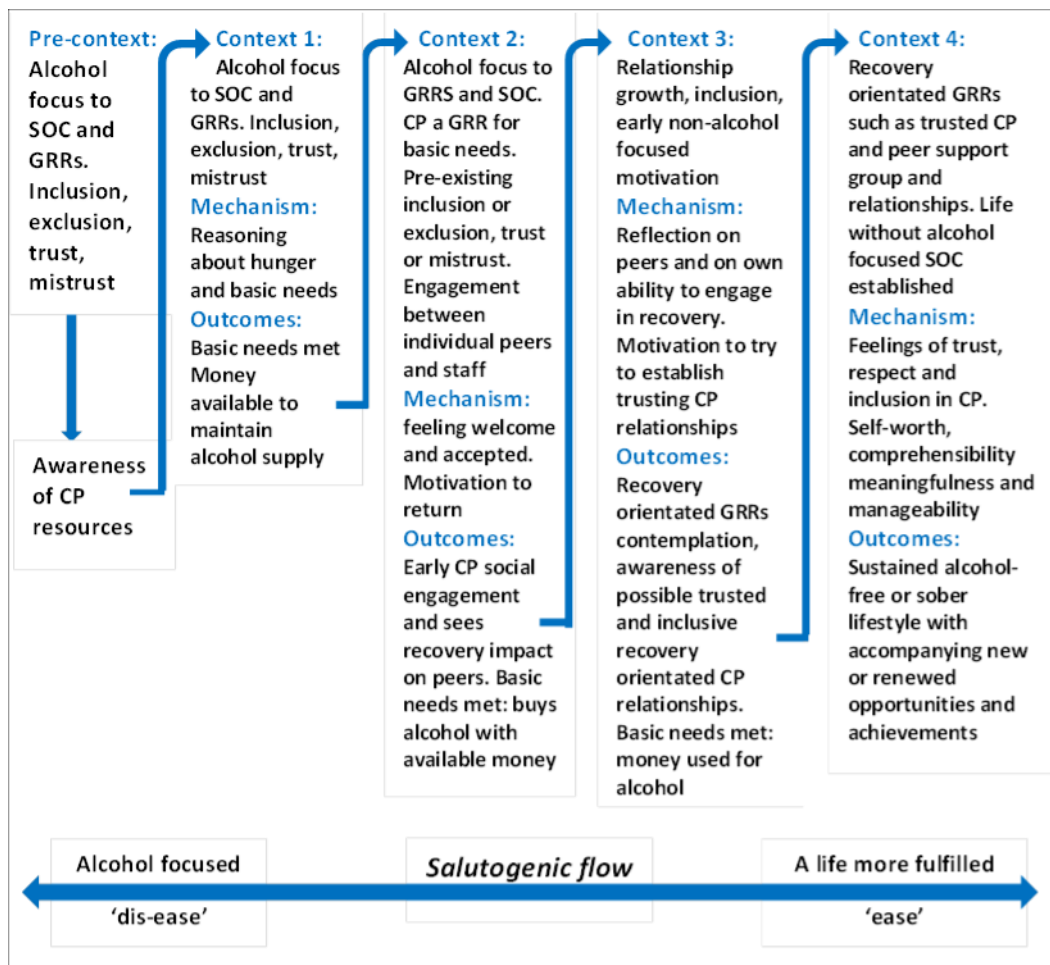 Pre-context:
Alcohol
focus to
SOC and
GRRs.
Inclusion,
exclusion,
trust,
mistrust
Awareness
of CP
resources
Context 1:
Alcohol focus
to SOC and
GRRs. Inclusion,
exclusion, trust,
mistrust
Mechanism:
Reasoning
about hunger
and basic needs
Outcomes:
Basic needs met
Money
available to
maintain
alcohol supply
Context 2:
Alcohol focus to
GRRS and SOC.
CP a GRR for
basic needs.
Pre-existing
inclusion or
exclusion, trust
or mistrust.
Engagement
between
individual peers
and staff
Mechanism:
feeling welcome
and accepted.
Motivation to
return
Outcomes:
Early CP social
engagement
and sees
recovery impact
on peers. Basic
needs met: buys
alcohol with
available money
Context 3:
Relationship
growth, inclusion,
early non-alcohol
focused
motivation
Mechanism:
Reflection on
peers and on own
ability to engage
in recovery.
Motivation to try
to establish
trusting CP
relationships
Outcomes:
Recovery
orientated GRRs
contemplation,
awareness of
possible trusted
and inclusive
recovery
orientated CP
relationships.
Basic needs met:
money used for
alcohol
Context 4:
Recovery
orientated GRRs
such as trusted CP
and peer support
group and
relationships. Life
without alcohol
focused SOC
established
Mechanism:
Feelings of trust,
respect and
inclusion in CP.
Self-worth,
comprehensibility
meaningfulness and
manageability
Outcomes:
Sustained alcohol-
free or sober
lifestyle with
accompanying new
or renewed
opportunities and
achievements
Alcohol focused
'dis-ease'
Salutogenic flow
A life more fulfilled
'ease'